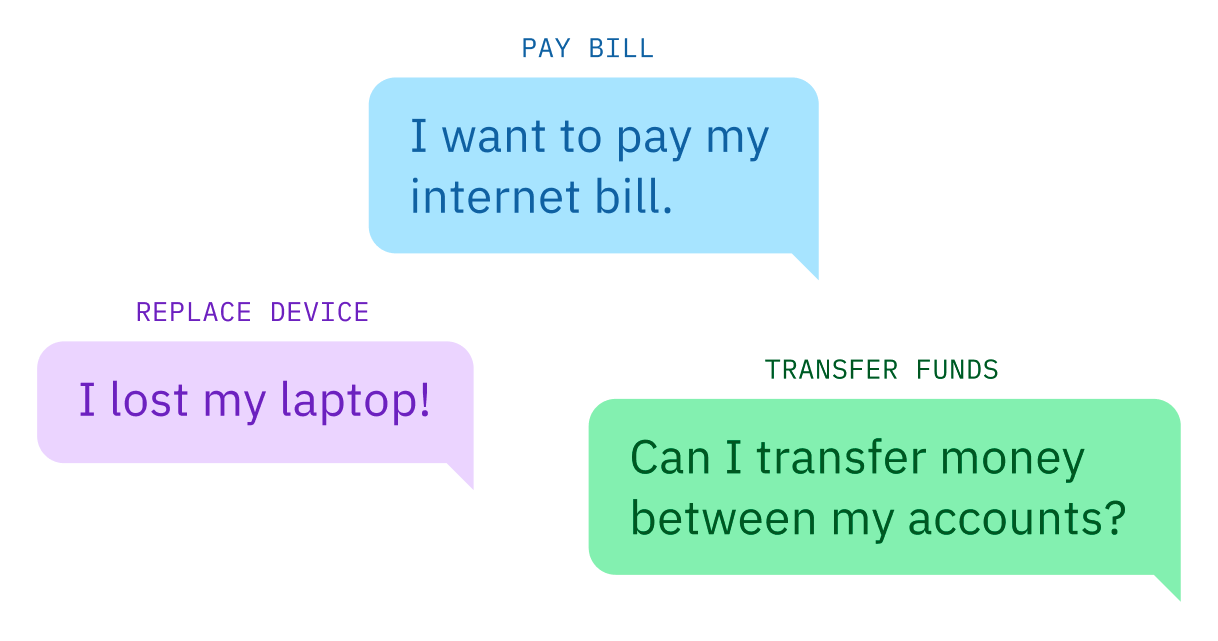 PAY BILL
I want to pay my
internet bill.
REPLACE DEVICE
I lost my laptop!
TRANSFER FUNDS
Can I transfer money
between my accounts?